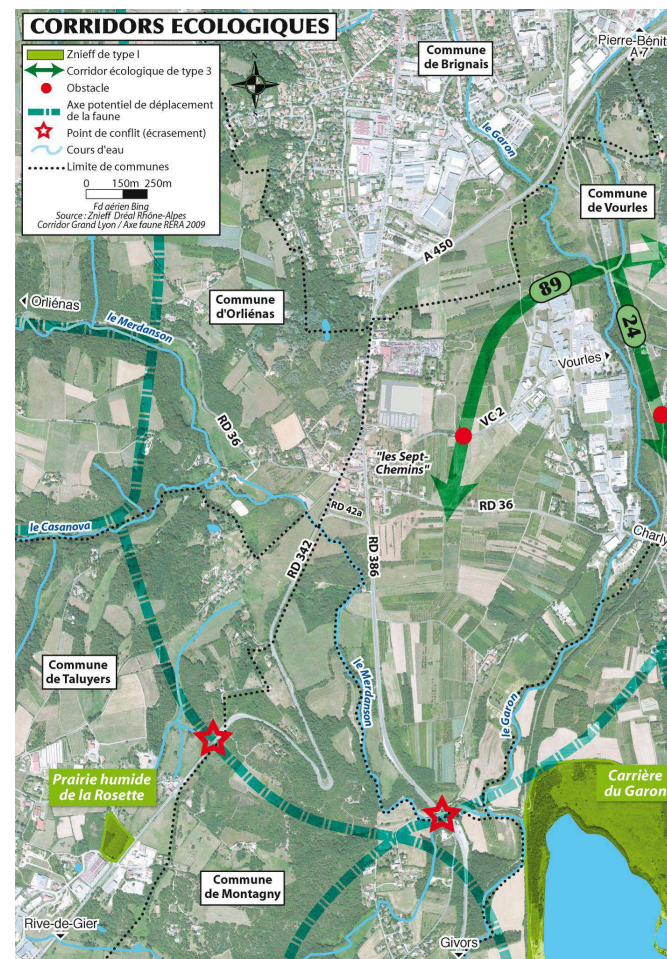 CORRIDORS ECOLOGIQUES
Znieff de type I
Corridor écologique de type 3
Obstacle
Axe potentiel de déplacement
de la faune
Point de conflit (écrasement)
Cours d'eau
Limite de communes
0 150m 250m
Fd aérien Bing
Source : Znieff Dréal Rhône-Alpes
Corridor Grand Lyon / Axe faune RERA 2009
N
Commune
de Brignais
Pierre-Bénit
A 7
le Garon
Commune
de Vourles
A 450
Orliénas
Commune
d'Orliénas
89
24
le Merdanson
Vourles
RD 36
VC 2
"les Sept-
Chemins"
RD 42a
RD 36
le Casanova
RD 342
RD 386
Charly
Commune
de Taluyers
le Merdanson
le Garon
Prairie humide
de la Rosette
Carrière
du Garon
Commune
de Montagny
Rive-de-Gier
Givors